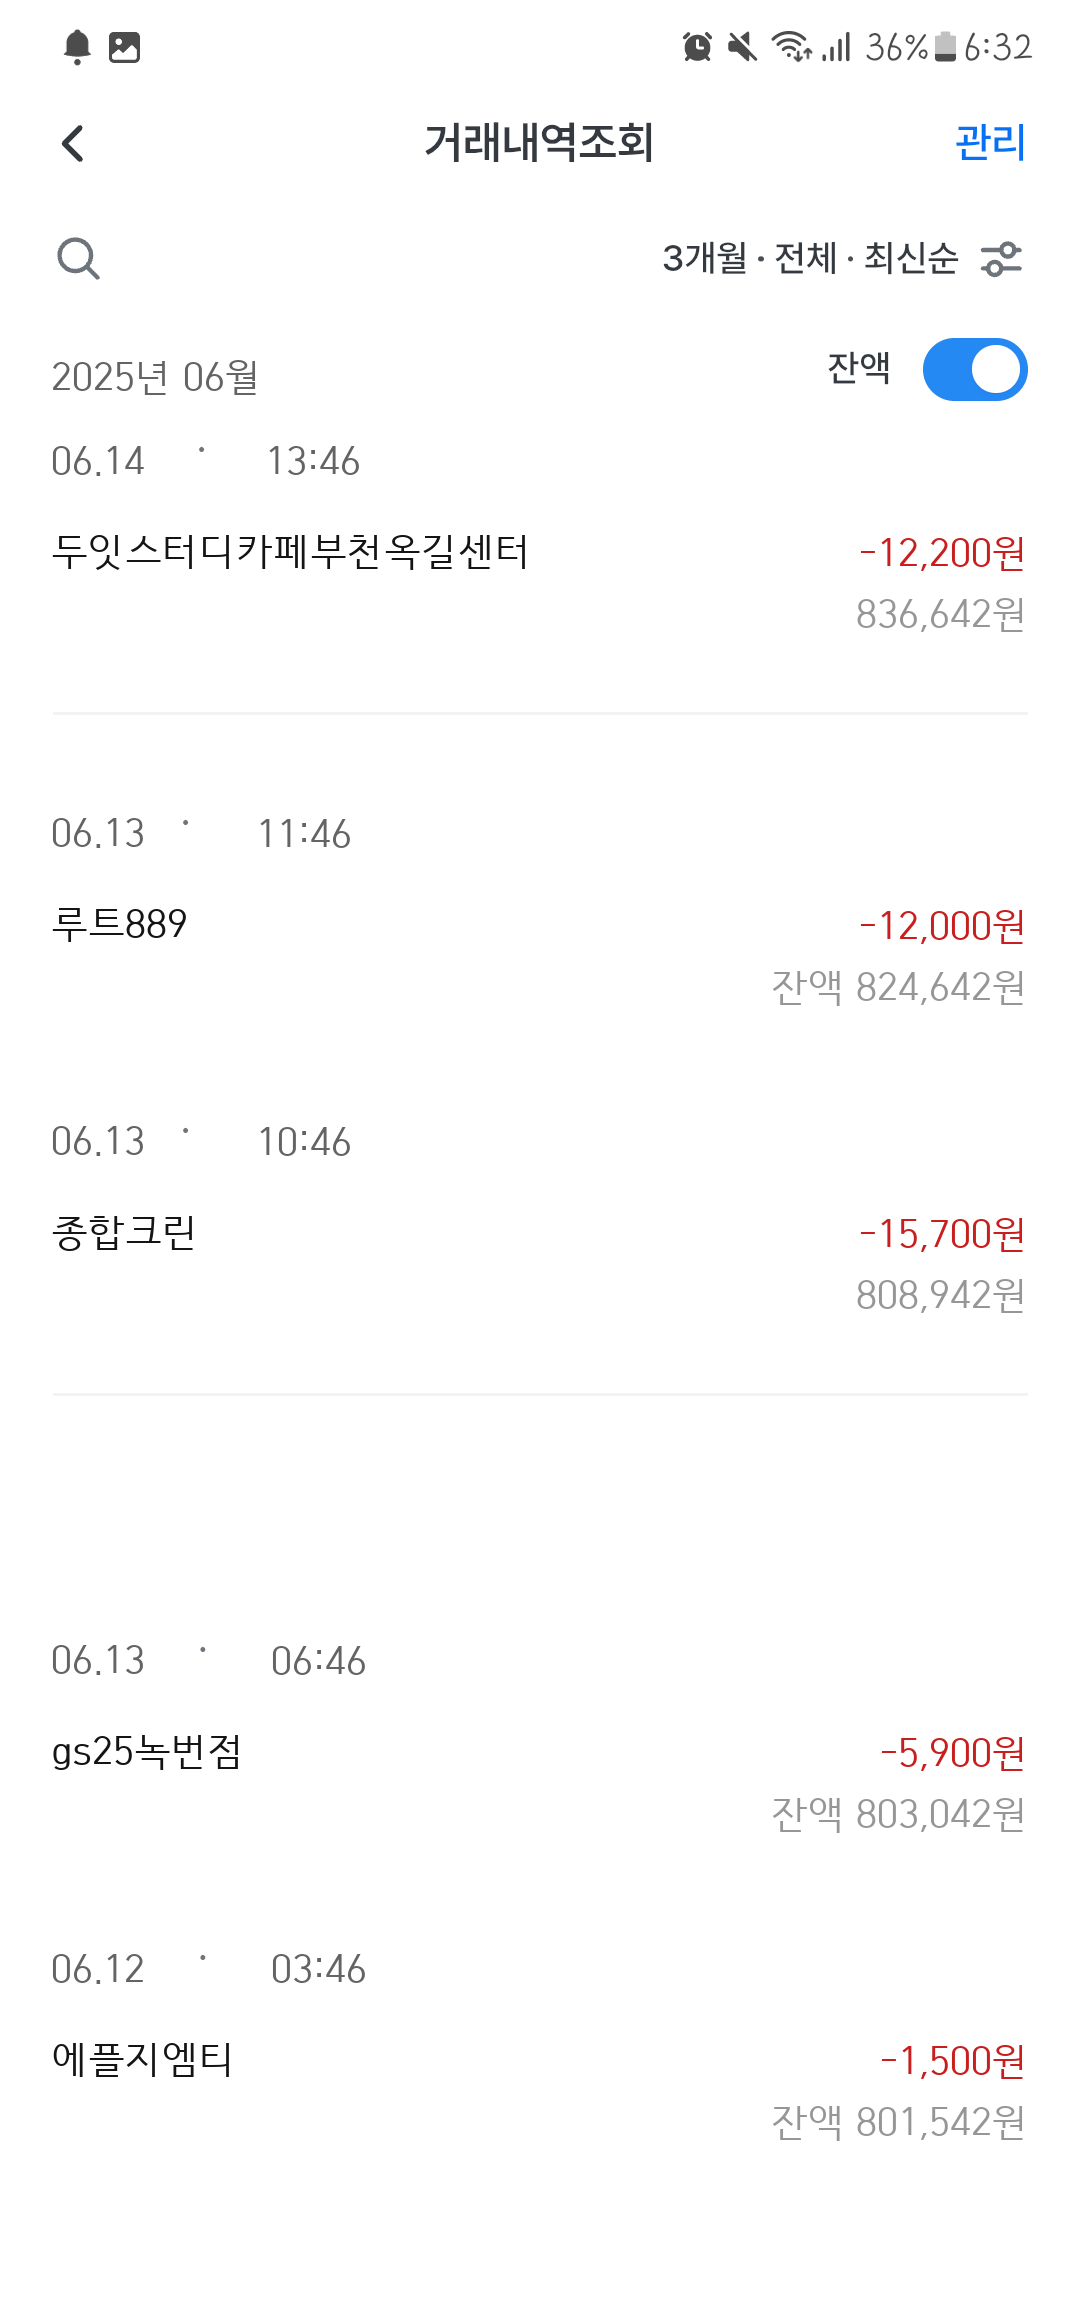 36% 6:32
거래내역조회 관리
3개월 · 전체 · 최신순
2025년 06월 잔액
06.14 · 13:46
두잇스터디카페부천옥길센터 -12,200원
836,642원
06.13 · 11:46
루트889 -12,000원
잔액 824,642원
06.13 · 10:46
종합크린 -15,700원
808,942원
06.13 · 06:46
gs25녹번점 -5,900원
잔액 803,042원
06.12 · 03:46
에플지엠티 -1,500원
잔액 801,542원